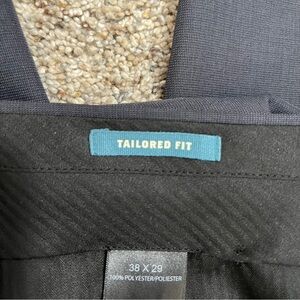 TAILORED FIT
38 X 29
100% POLYESTER/POLIESTER